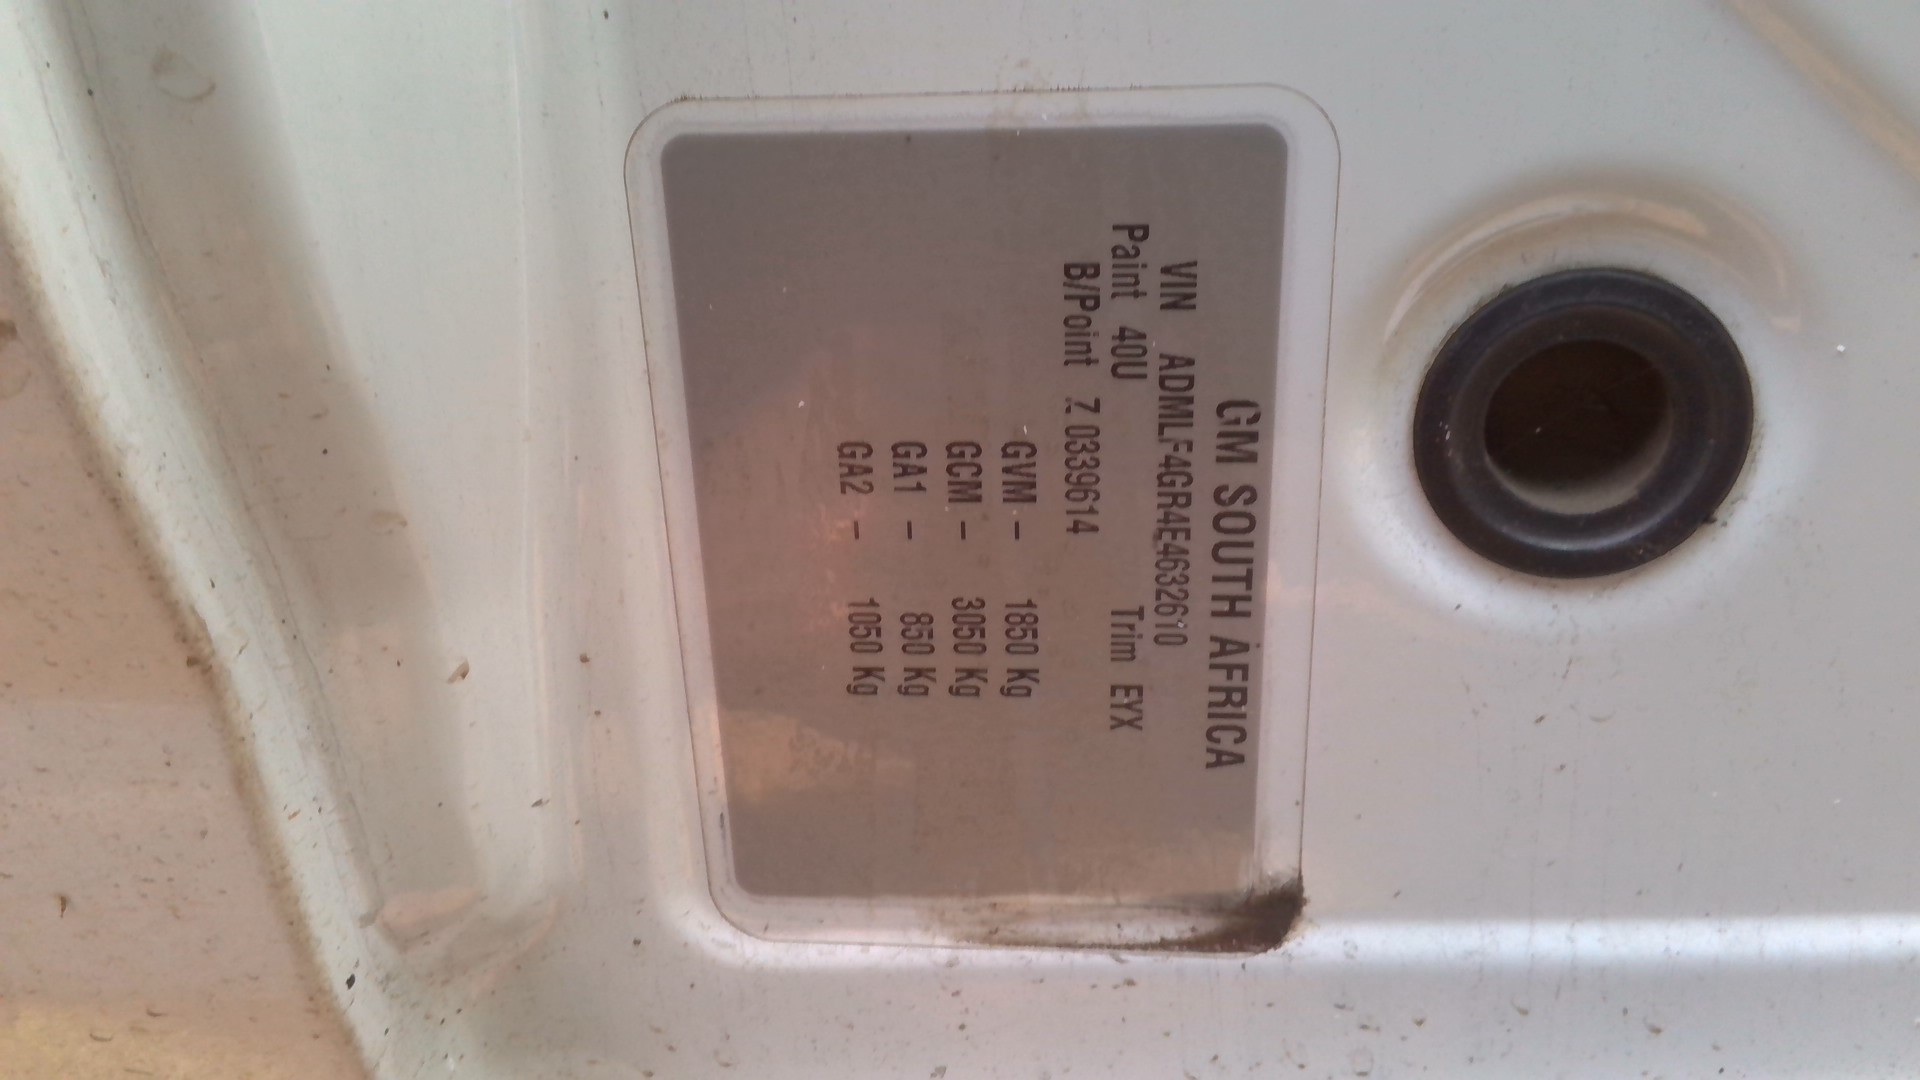 GM SOUTH AFRICA
VIN ADMLF4GR4E4632610
Paint 40U Trim EYX
B/Point Z 0339614
GVM - 1850 Kg
GCM - 3050 Kg
GA1 - 850 Kg
GA2 - 1050 Kg